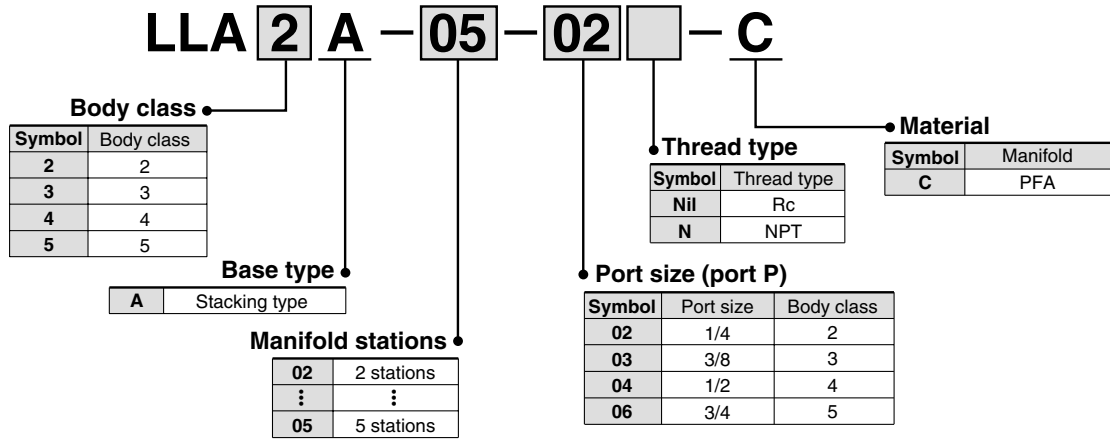 LLA 2 A – 05 – 02 – C
Body class
Symbol Body class
2 2
3 3
4 4
5 5
Base type
A Stacking type
Manifold stations
02 2 stations
⋮ ⋮
05 5 stations
Thread type
Symbol Thread type
Nil Rc
N NPT
Port size (port P)
Symbol Port size Body class
02 1/4 2
03 3/8 3
04 1/2 4
06 3/4 5
Material
Symbol Manifold
C PFA